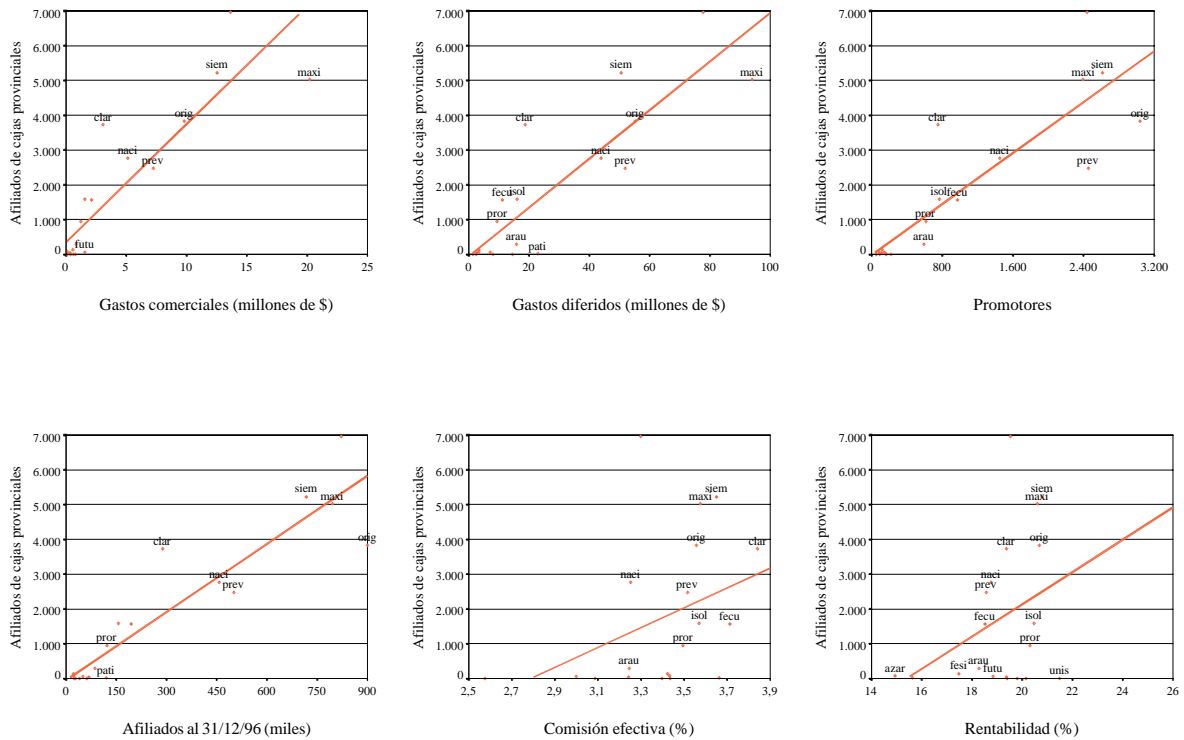 Afiliados de cajas provinciales
7.000
6.000
5.000
4.000
3.000
2.000
1.000
0
siem
maxi
clar
orig
naci
prev
futu
0 5 10 15 20 25
Gastos comerciales (millones de $)
Afiliados de cajas provinciales
7.000
6.000
5.000
4.000
3.000
2.000
1.000
0
siem
maxi
clar
orig
naci
prev
fecu isol
pror
arau
pati
0 20 40 60 80 100
Gastos diferidos (millones de $)
Afiliados de cajas provinciales
7.000
6.000
5.000
4.000
3.000
2.000
1.000
0
siem
maxi
clar
orig
naci
prev
isol fecu
pror
arau
0 800 1.600 2.400 3.200
Promotores
Afiliados de cajas provinciales
7.000
6.000
5.000
4.000
3.000
2.000
1.000
0
siem
maxi
clar
orig
naci
prev
pror
pati
0 150 300 450 600 750 900
Afiliados al 31/12/96 (miles)
Afiliados de cajas provinciales
7.000
6.000
5.000
4.000
3.000
2.000
1.000
0
siem
maxi
orig
clar
naci
prev
isol
fecu
pror
arau
2,5 2,7 2,9 3,1 3,3 3,5 3,7 3,9
Comisión efectiva (%)
Afiliados de cajas provinciales
7.000
6.000
5.000
4.000
3.000
2.000
1.000
0
siem
maxi
clar
orig
naci
prev
fecu
isol
pror
azar
fesi
arau
futu
unis
14 16 18 20 22 24 26
Rentabilidad (%)